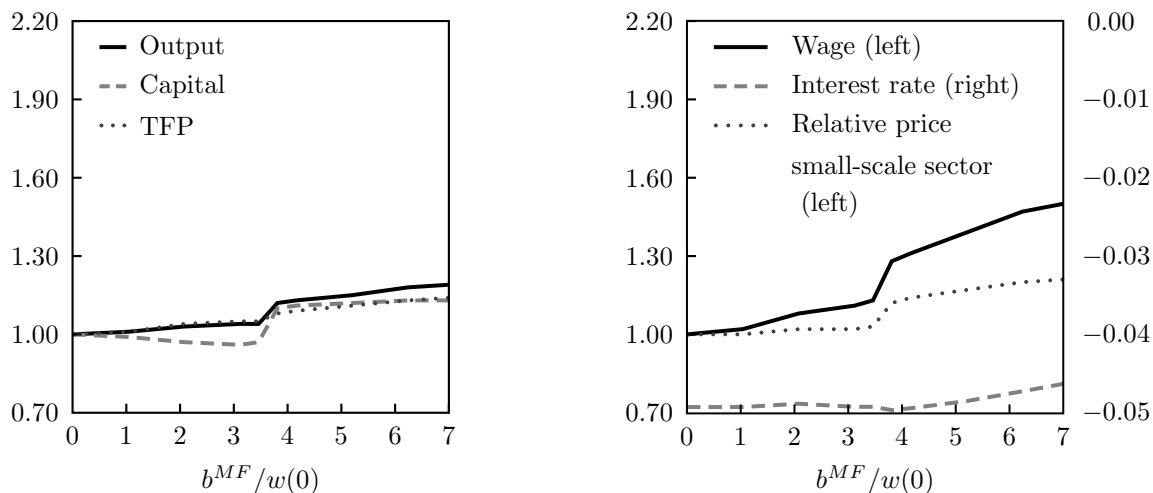 2.20
1.90
1.60
1.30
1.00
0.70
Output
Capital
TFP
0 1 2 3 4 5 6 7
b^{MF}/w(0)
2.20
1.90
1.60
1.30
1.00
0.70
Wage (left)
Interest rate (right)
Relative price
small-scale sector
(left)
0.00
−0.01
−0.02
−0.03
−0.04
−0.05
0 1 2 3 4 5 6 7
b^{MF}/w(0)